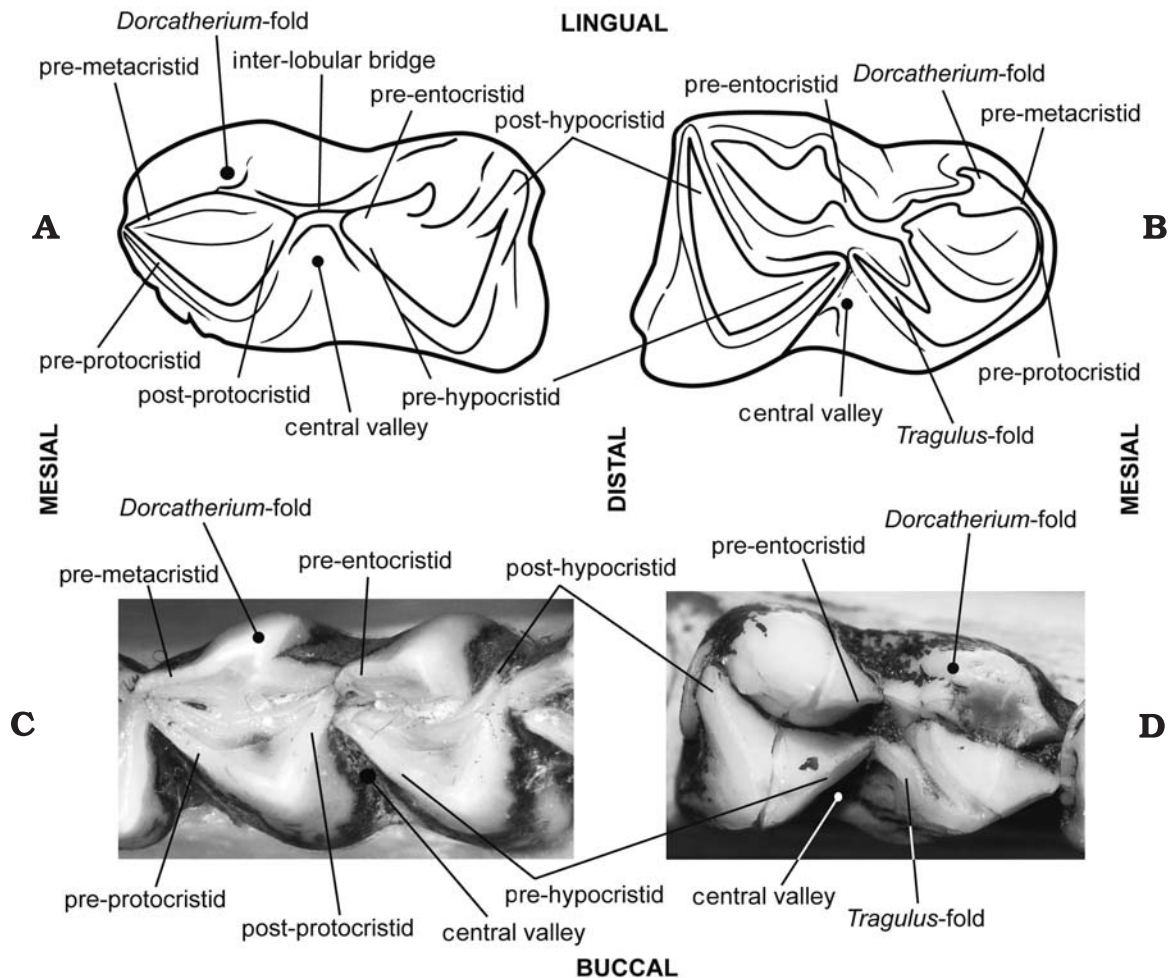 LINGUAL
Dorcatherium-fold
pre-metacristid
inter-lobular bridge
pre-entocristid
post-hypocristid
pre-entocristid
Dorcatherium-fold
pre-metacristid
A
B
pre-protocristid
post-protocristid
central valley
pre-hypocristid
central valley
Tragulus-fold
pre-protocristid
MESIAL
DISTAL
MESIAL
Dorcatherium-fold
pre-metacristid
pre-entocristid
post-hypocristid
pre-entocristid
Dorcatherium-fold
C
D
pre-protocristid
post-protocristid
central valley
pre-hypocristid
central valley
Tragulus-fold
BUCCAL